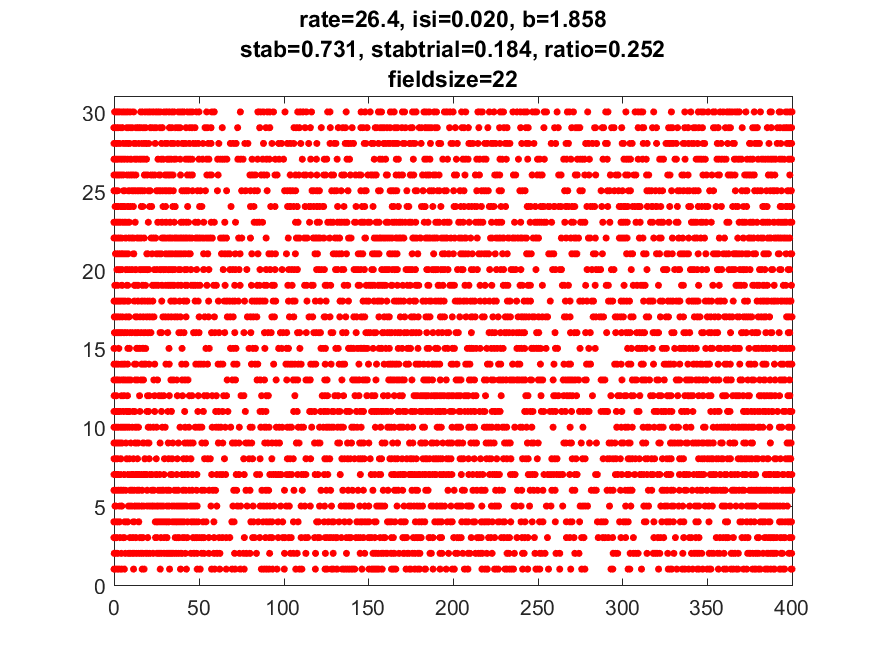 rate=26.4, isi=0.020, b=1.858
stab=0.731, stabtrial=0.184, ratio=0.252
fieldsize=22
30
25
20
15
10
5
0
0 50 100 150 200 250 300 350 400